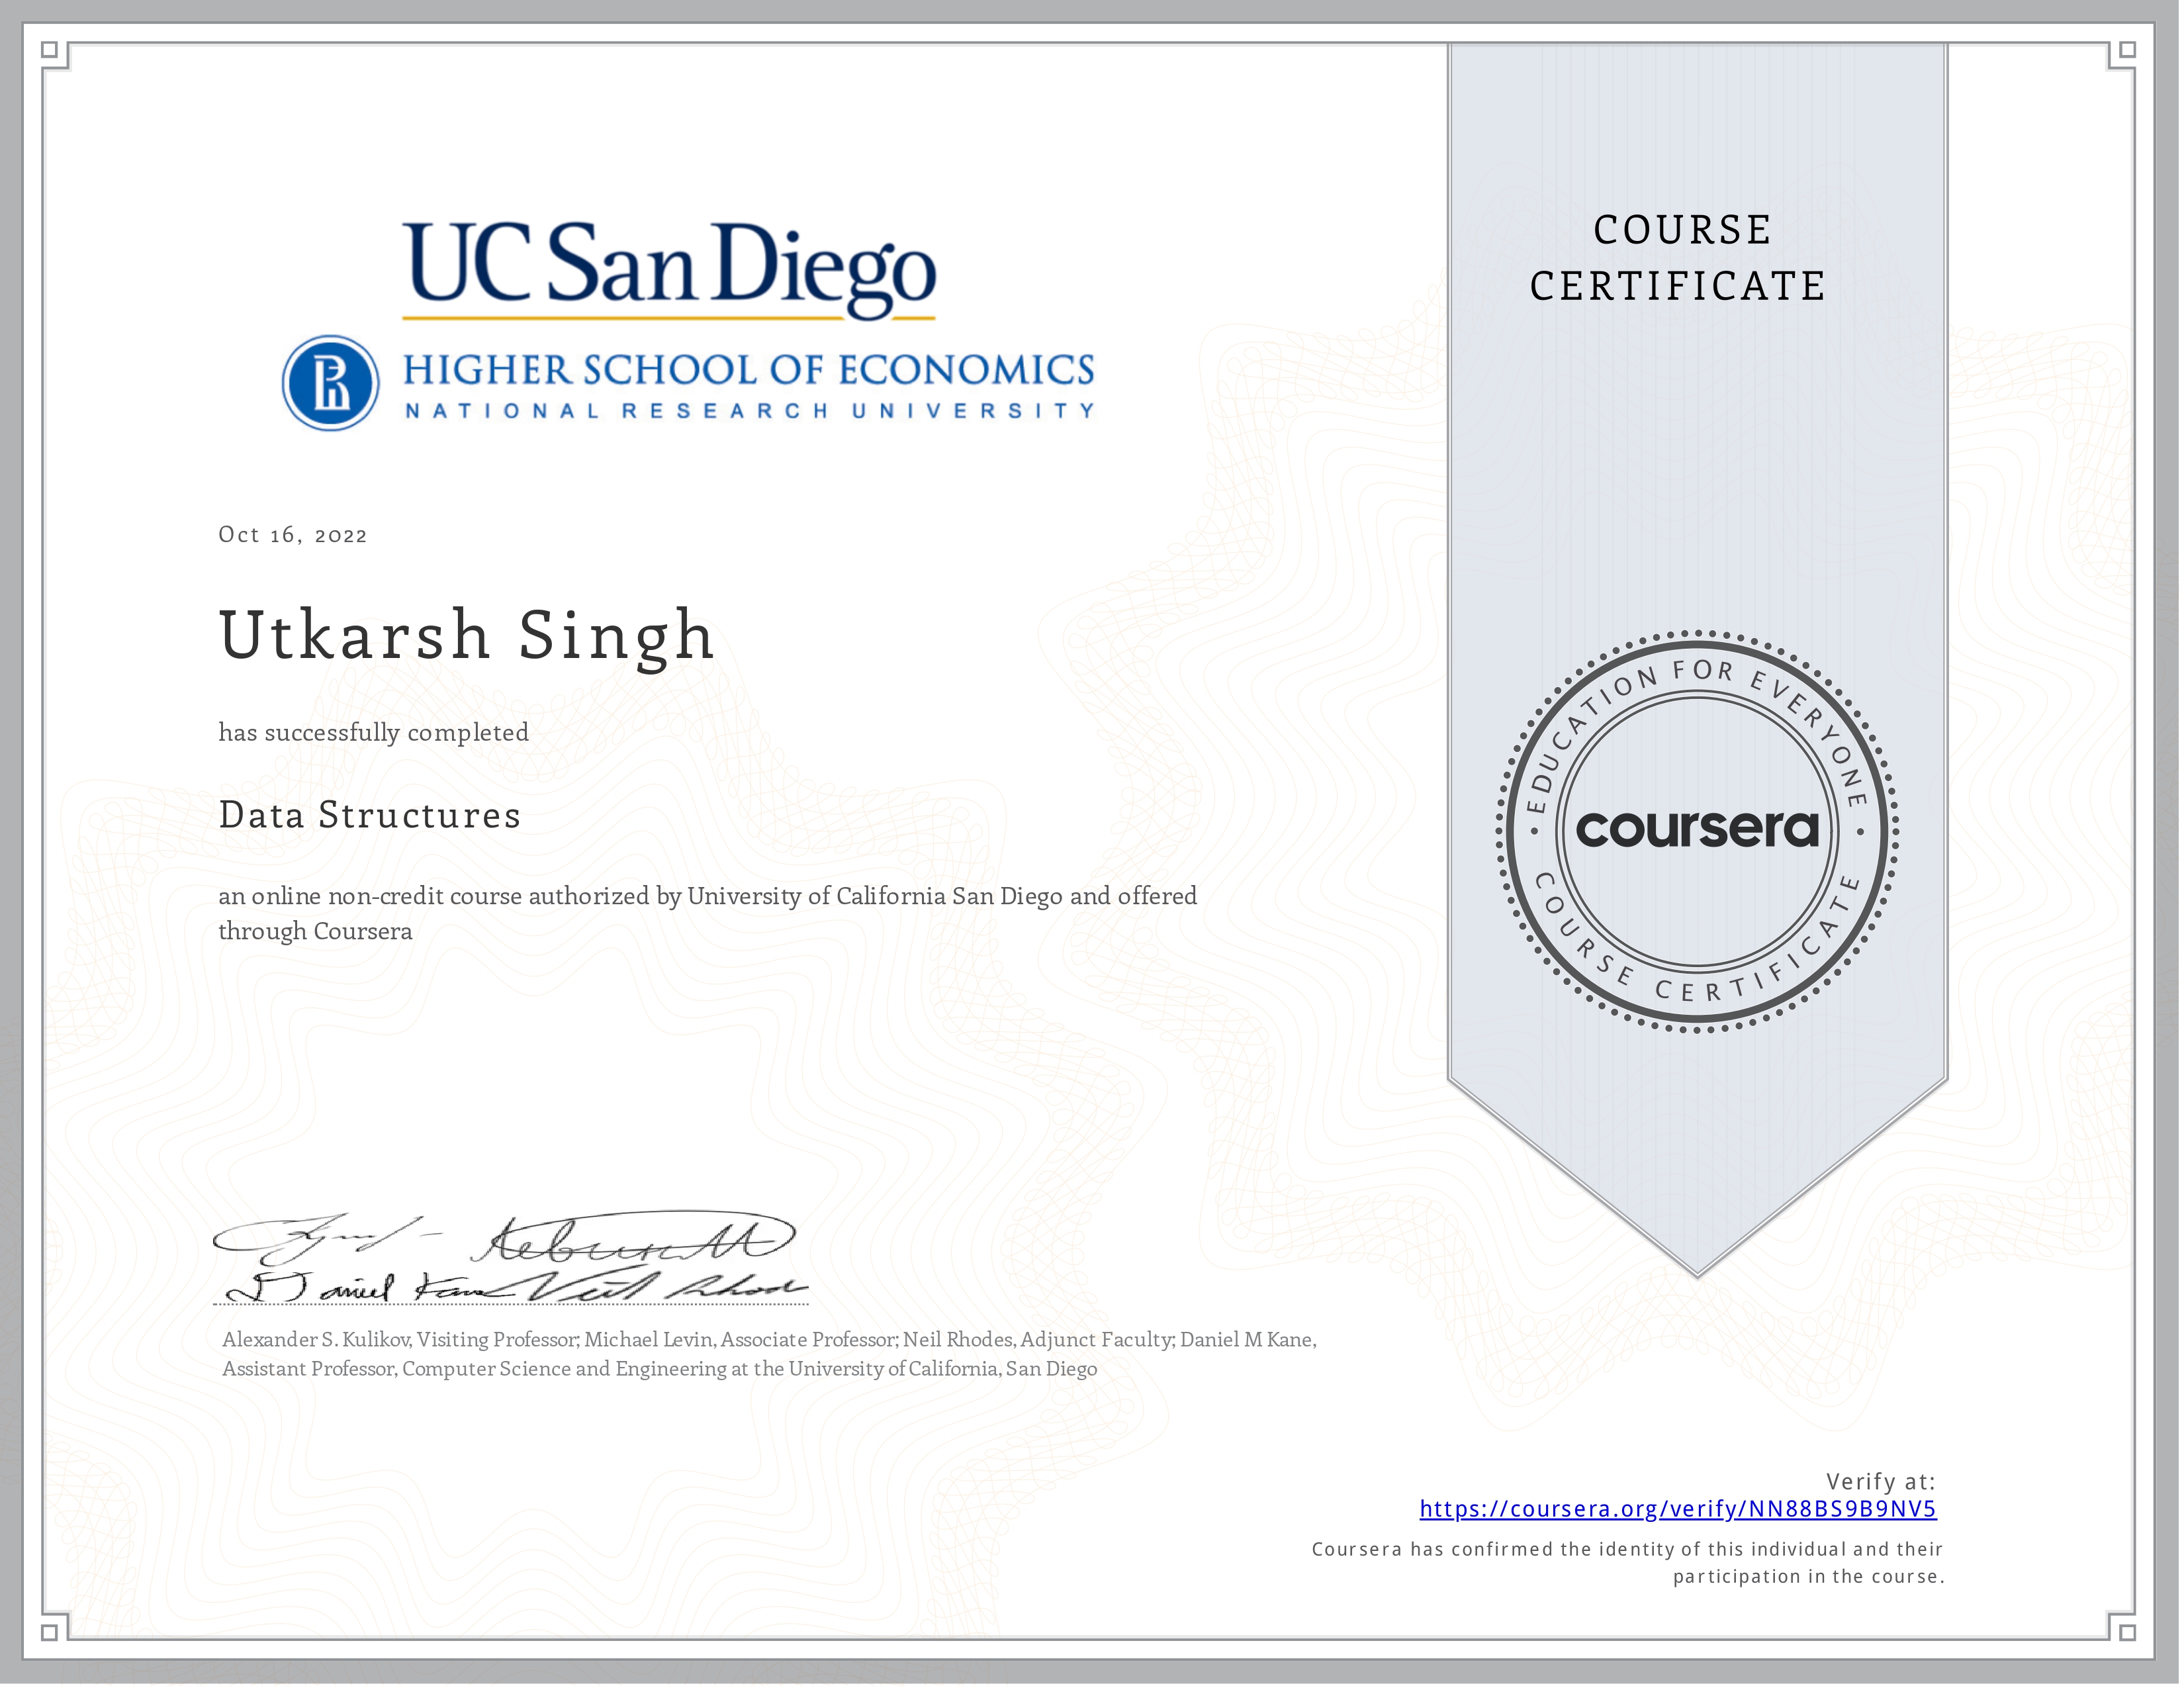 UC San Diego
HIGHER SCHOOL OF ECONOMICS
NATIONAL RESEARCH UNIVERSITY
COURSE
CERTIFICATE
Oct 16, 2022
Utkarsh Singh
has successfully completed
Data Structures
an online non-credit course authorized by University of California San Diego and offered
through Coursera
EDUCATION FOR EVERYONE
coursera
COURSE CERTIFICATE
Daniel Kane Neil Rhodes
Alexander S. Kulikov, Visiting Professor; Michael Levin, Associate Professor; Neil Rhodes, Adjunct Faculty; Daniel M Kane,
Assistant Professor, Computer Science and Engineering at the University of California, San Diego
Verify at:
https://coursera.org/verify/NN88BS9B9NV5
Coursera has confirmed the identity of this individual and their
participation in the course.